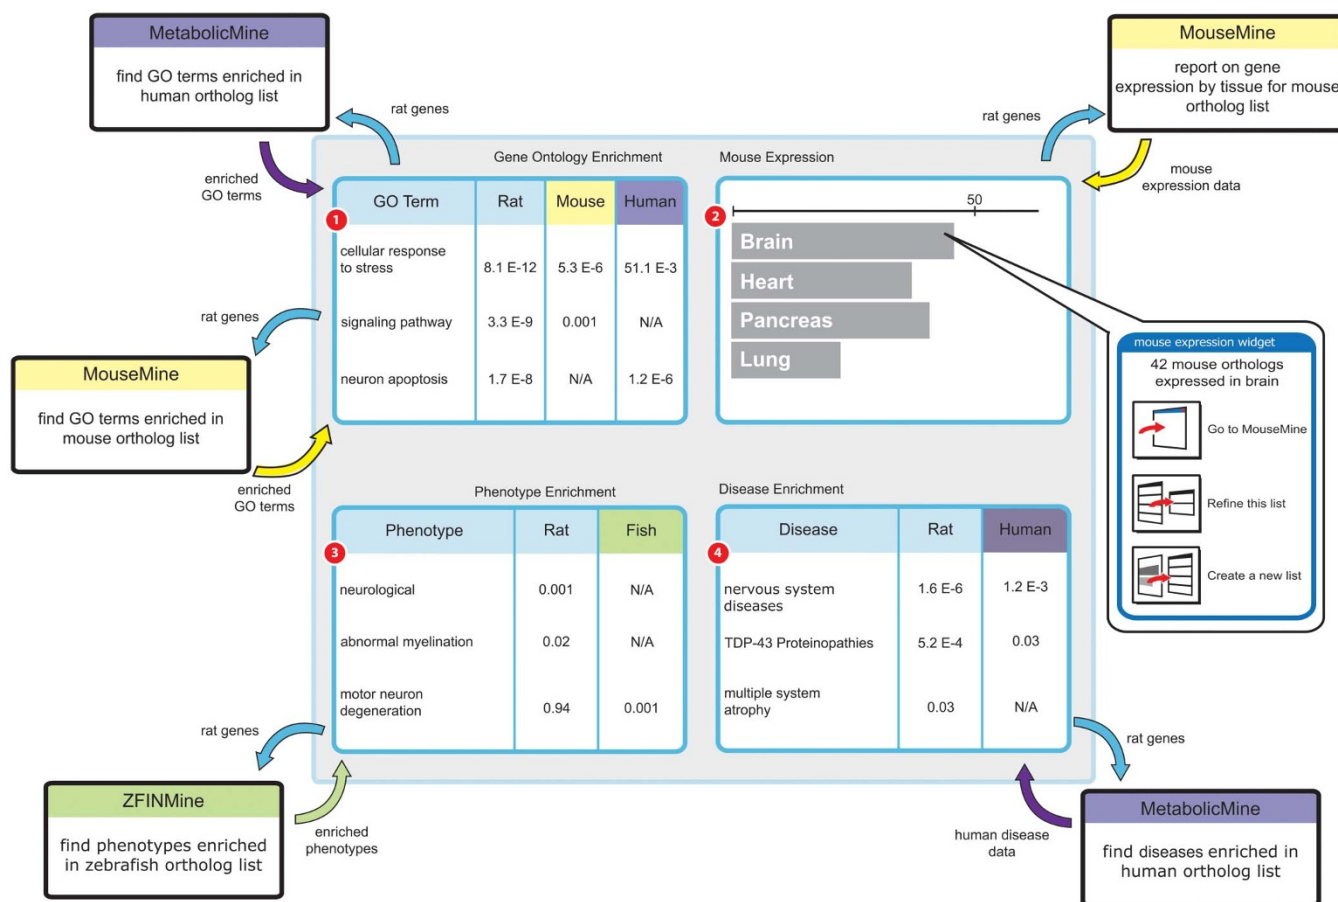 MetabolicMine
find GO terms enriched in
human ortholog list
MouseMine
report on gene
expression by tissue for mouse
ortholog list
rat genes
rat genes
enriched
GO terms
mouse
expression data
Gene Ontology Enrichment
GO Term Rat Mouse Human
1
cellular response
to stress 8.1 E-12 5.3 E-6 51.1 E-3
signaling pathway 3.3 E-9 0.001 N/A
neuron apoptosis 1.7 E-8 N/A 1.2 E-6
Mouse Expression
50
2
Brain
Heart
Pancreas
Lung
mouse expression widget
42 mouse orthologs
expressed in brain
Go to MouseMine
Refine this list
Create a new list
rat genes
MouseMine
find GO terms enriched in
mouse ortholog list
enriched
GO terms
Phenotype Enrichment
Phenotype Rat Fish
3
neurological 0.001 N/A
abnormal myelination 0.02 N/A
motor neuron
degeneration 0.94 0.001
Disease Enrichment
Disease Rat Human
4
nervous system
diseases 1.6 E-6 1.2 E-3
TDP-43 Proteinopathies 5.2 E-4 0.03
multiple system
atrophy 0.03 N/A
rat genes
ZFINMine
find phenotypes enriched
in zebrafish ortholog list
enriched
phenotypes
rat genes
human disease
data
MetabolicMine
find diseases enriched in
human ortholog list